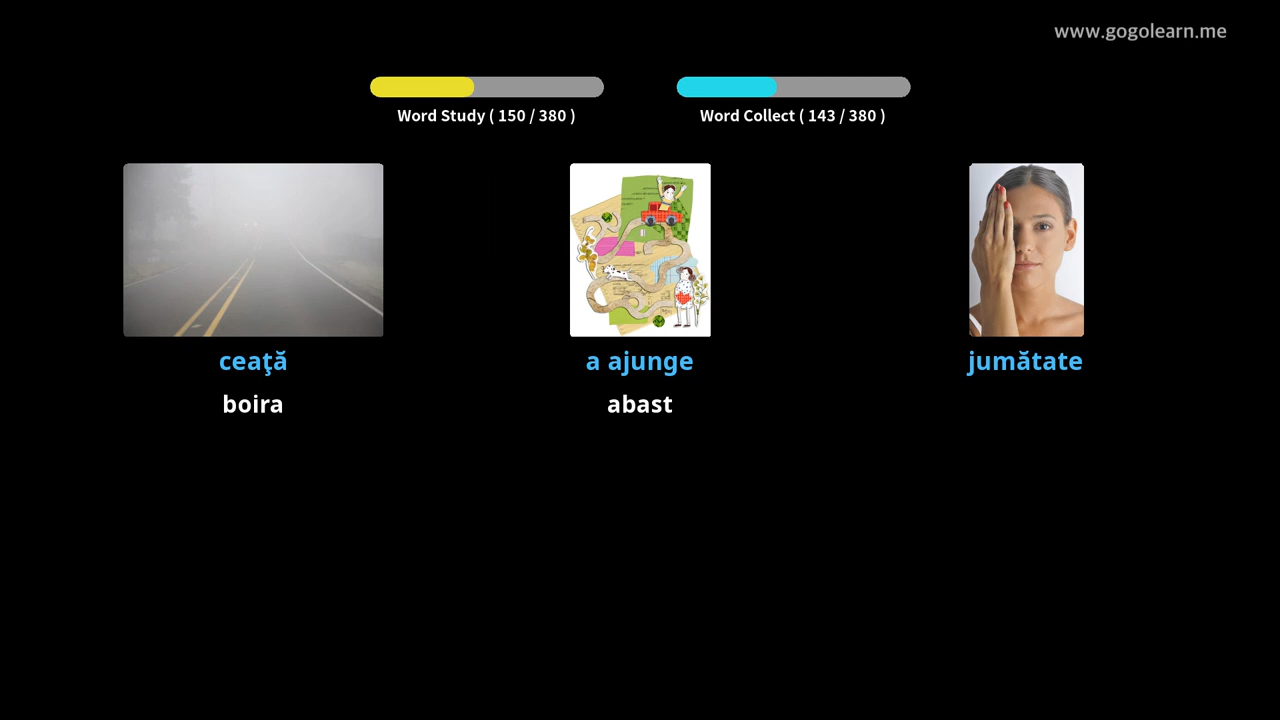 www.gogolearn.me
Word Study ( 150 / 380 )
Word Collect ( 143 / 380 )
ceaţă
a ajunge
jumătate
boira
abast